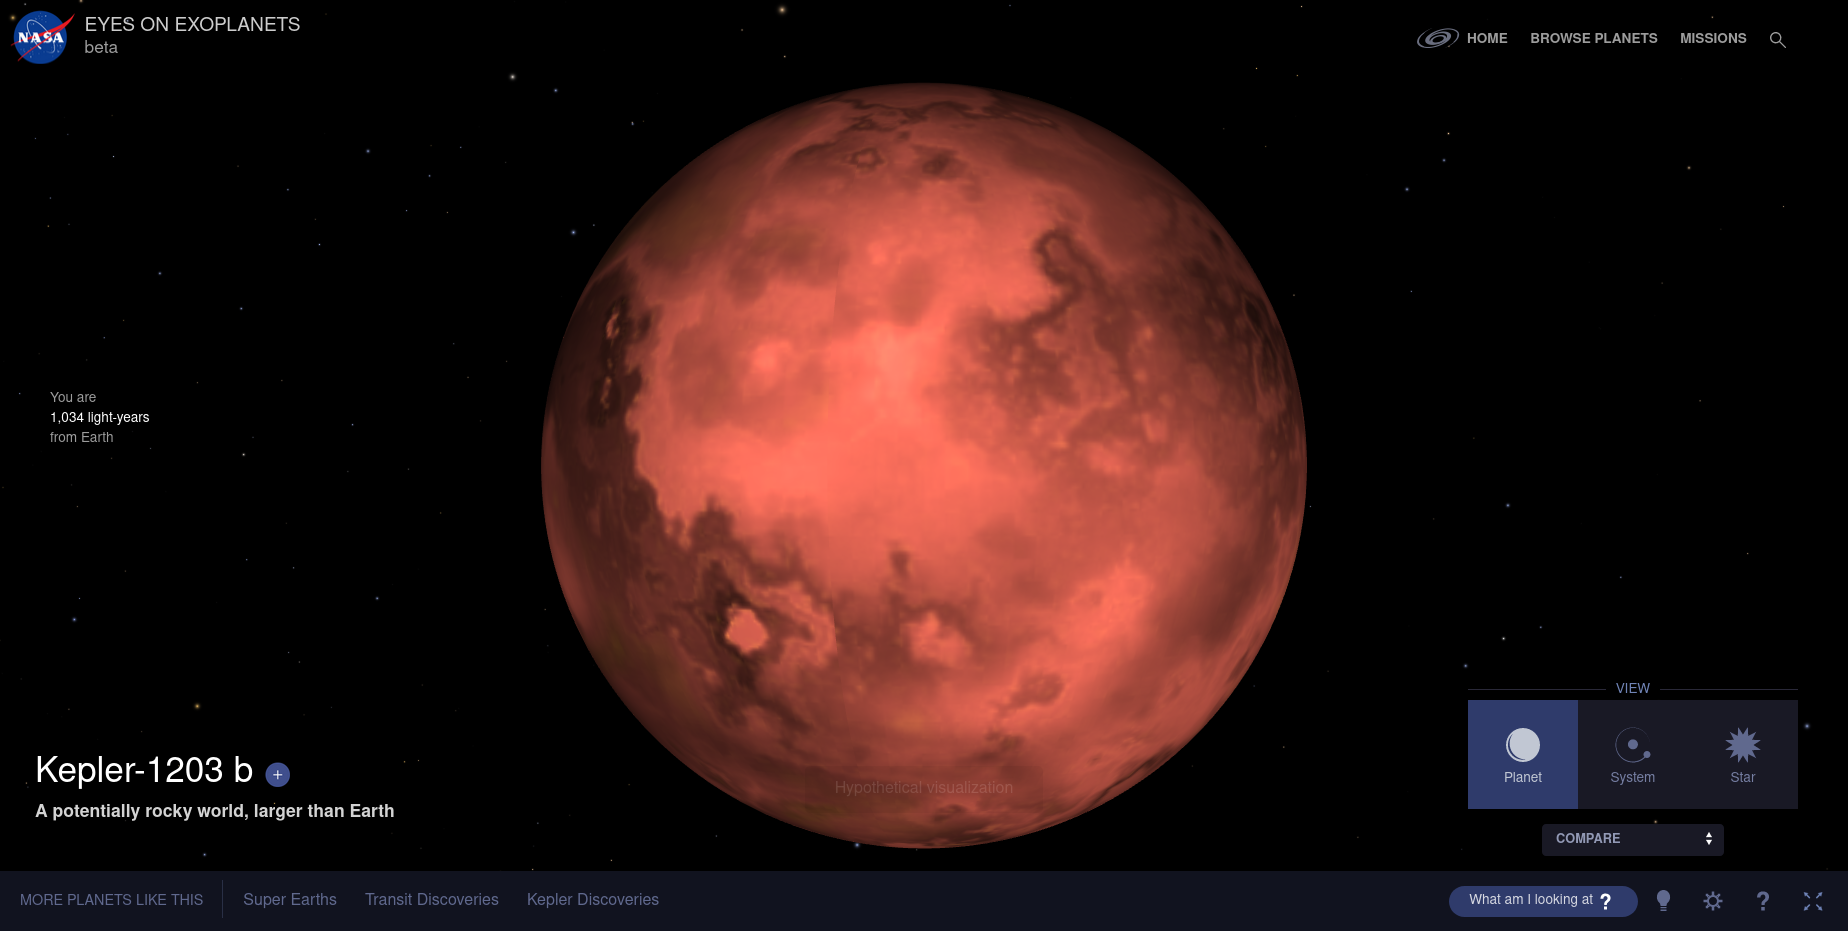 NASA
EYES ON EXOPLANETS
beta
HOME
BROWSE PLANETS
MISSIONS
You are
1,034 light-years
from Earth
Kepler-1203 b +
A potentially rocky world, larger than Earth
Hypothetical visualization
VIEW
Planet
System
Star
COMPARE
MORE PLANETS LIKE THIS
Super Earths
Transit Discoveries
Kepler Discoveries
What am I looking at ?
?